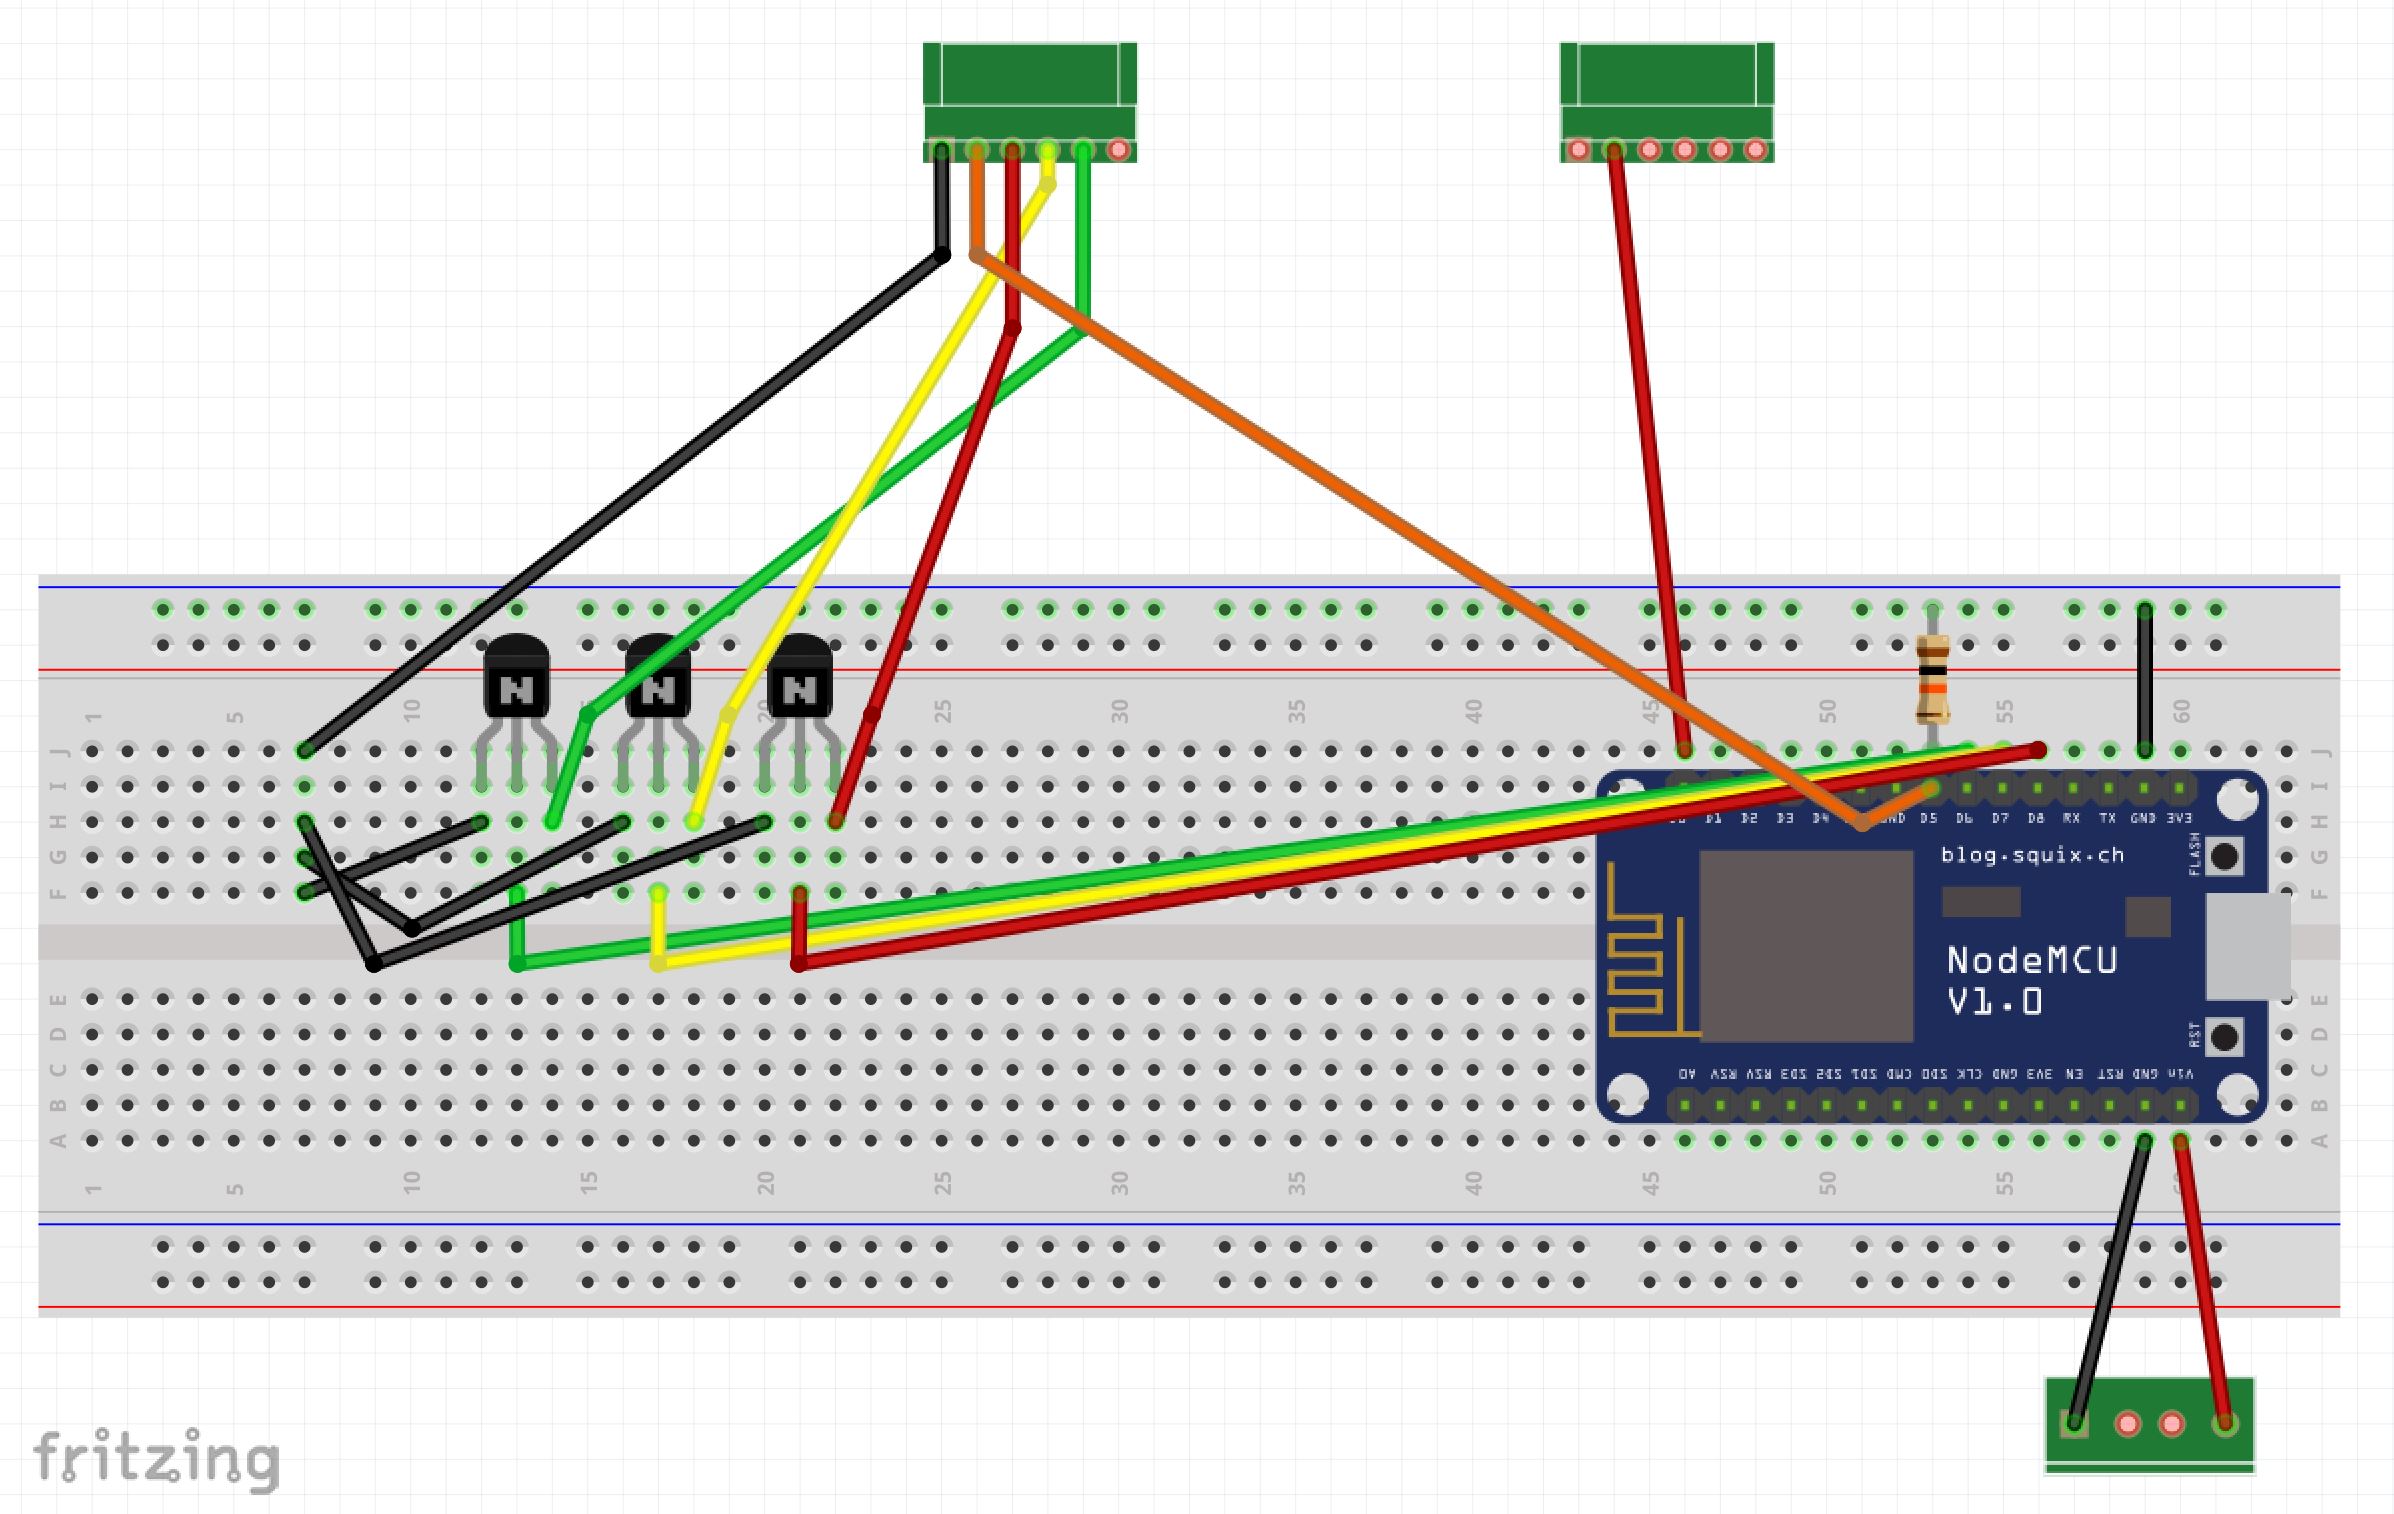 1 5 10 20 25 30 35 40 45 50 55 60
N N N
J J
I I
H H
G G
F F
D1 D2 D3 D5 D6 D7 D8 RX TX GND 3V3
blog.squix.ch
FLASH
NodeMCU
V1.0
RST
E E
D D
C C
B B
A A
A0 RSV RSV SD3 SD2 SD1 CMD SD0 CLK GND 3V3 EN RST GND Vin
1 5 10 15 20 25 30 35 40 45 50 55
fritzing